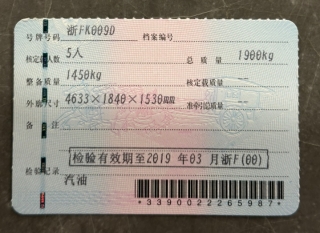 号牌号码 浙FK009D 档案编号
核定载人数 5人 总质量 1900kg
整备质量 1450kg 核定载质量 --
外廓尺寸 4633×1840×1530mm 准牵引总质量 --
备注
检验有效期至2019 年03 月浙F(00)
检验记录 汽油
*3390022265987*